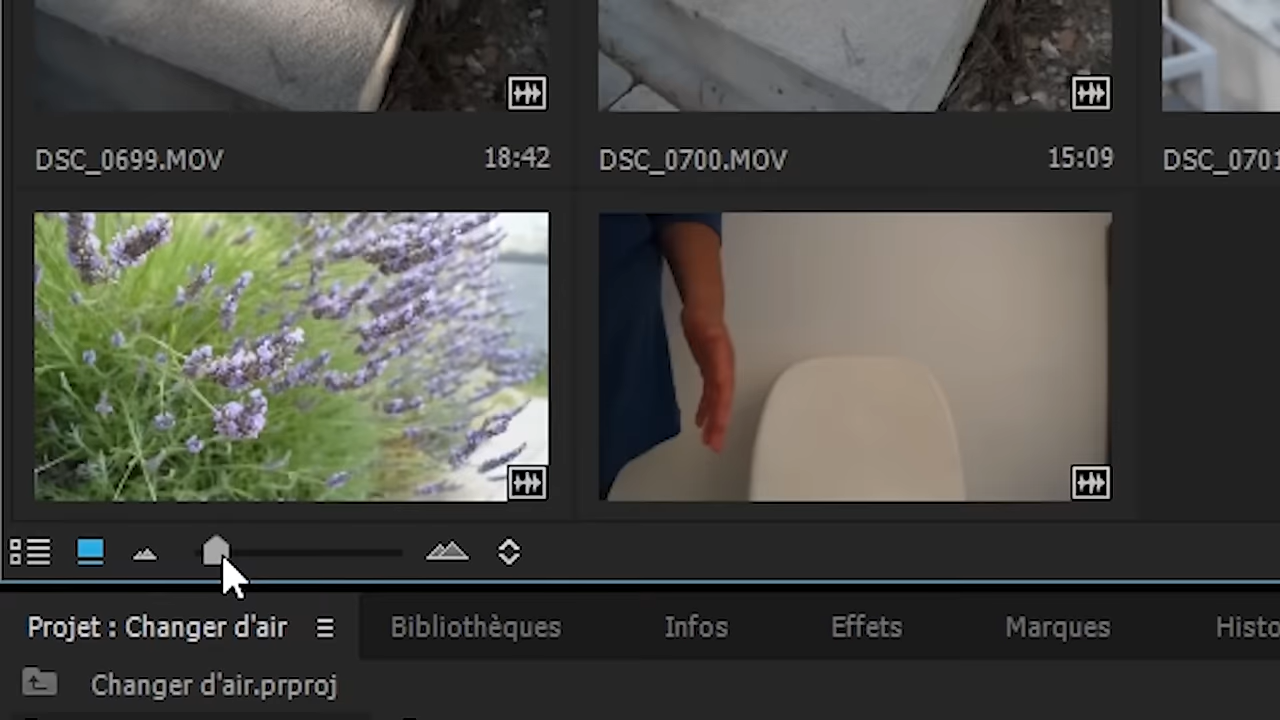 DSC_0699.MOV 18:42 DSC_0700.MOV 15:09 DSC_0701
Projet : Changer d'air Bibliothèques Infos Effets Marques Histo
Changer d'air.prproj